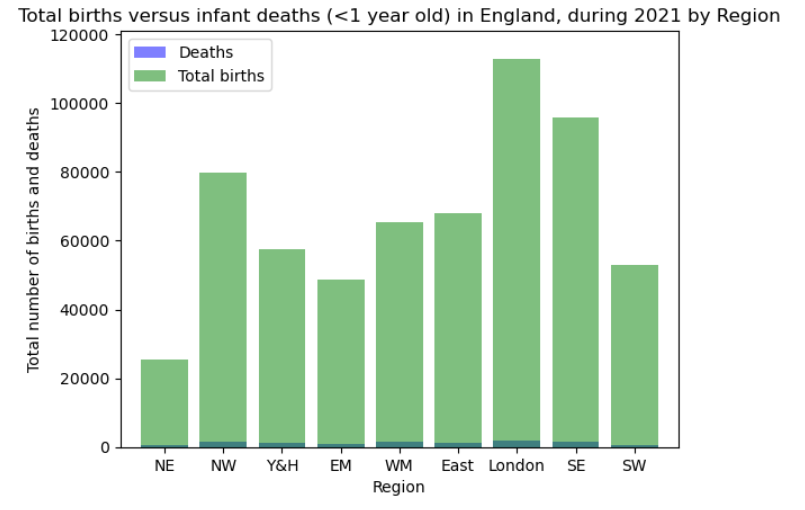 Total births versus infant deaths (<1 year old) in England, during 2021 by Region
Deaths
Total births
Total number of births and deaths
120000
100000
80000
60000
40000
20000
0
NE NW Y&H EM WM East London SE SW
Region